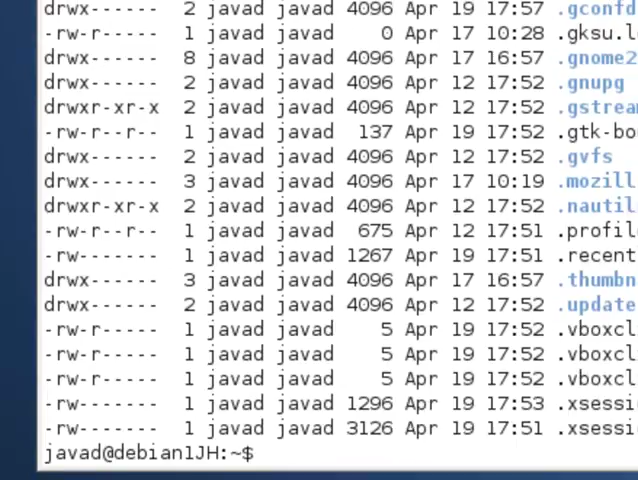 drwx------ 2 javad javad 4096 Apr 19 17:57 .gconfd
-rw-r----- 1 javad javad 0 Apr 17 10:28 .gksu.l
drwx------ 8 javad javad 4096 Apr 17 16:57 .gnome2
drwx------ 2 javad javad 4096 Apr 12 17:52 .gnupg
drwxr-xr-x 2 javad javad 4096 Apr 12 17:52 .gstrea
-rw-r--r-- 1 javad javad 137 Apr 19 17:52 .gtk-bo
drwx------ 2 javad javad 4096 Apr 12 17:52 .gvfs
drwx------ 3 javad javad 4096 Apr 17 10:19 .mozill
drwxr-xr-x 2 javad javad 4096 Apr 12 17:52 .nautil
-rw-r--r-- 1 javad javad 675 Apr 12 17:51 .profil
-rw------- 1 javad javad 1267 Apr 19 17:51 .recent
drwx------ 3 javad javad 4096 Apr 17 16:57 .thumbn
drwx------ 2 javad javad 4096 Apr 12 17:52 .update
-rw-r----- 1 javad javad 5 Apr 19 17:52 .vboxcl
-rw-r----- 1 javad javad 5 Apr 19 17:52 .vboxcl
-rw-r----- 1 javad javad 5 Apr 19 17:52 .vboxcl
-rw------- 1 javad javad 1296 Apr 19 17:53 .xsessi
-rw------- 1 javad javad 3126 Apr 19 17:51 .xsessi
javad@debian1JH:~$